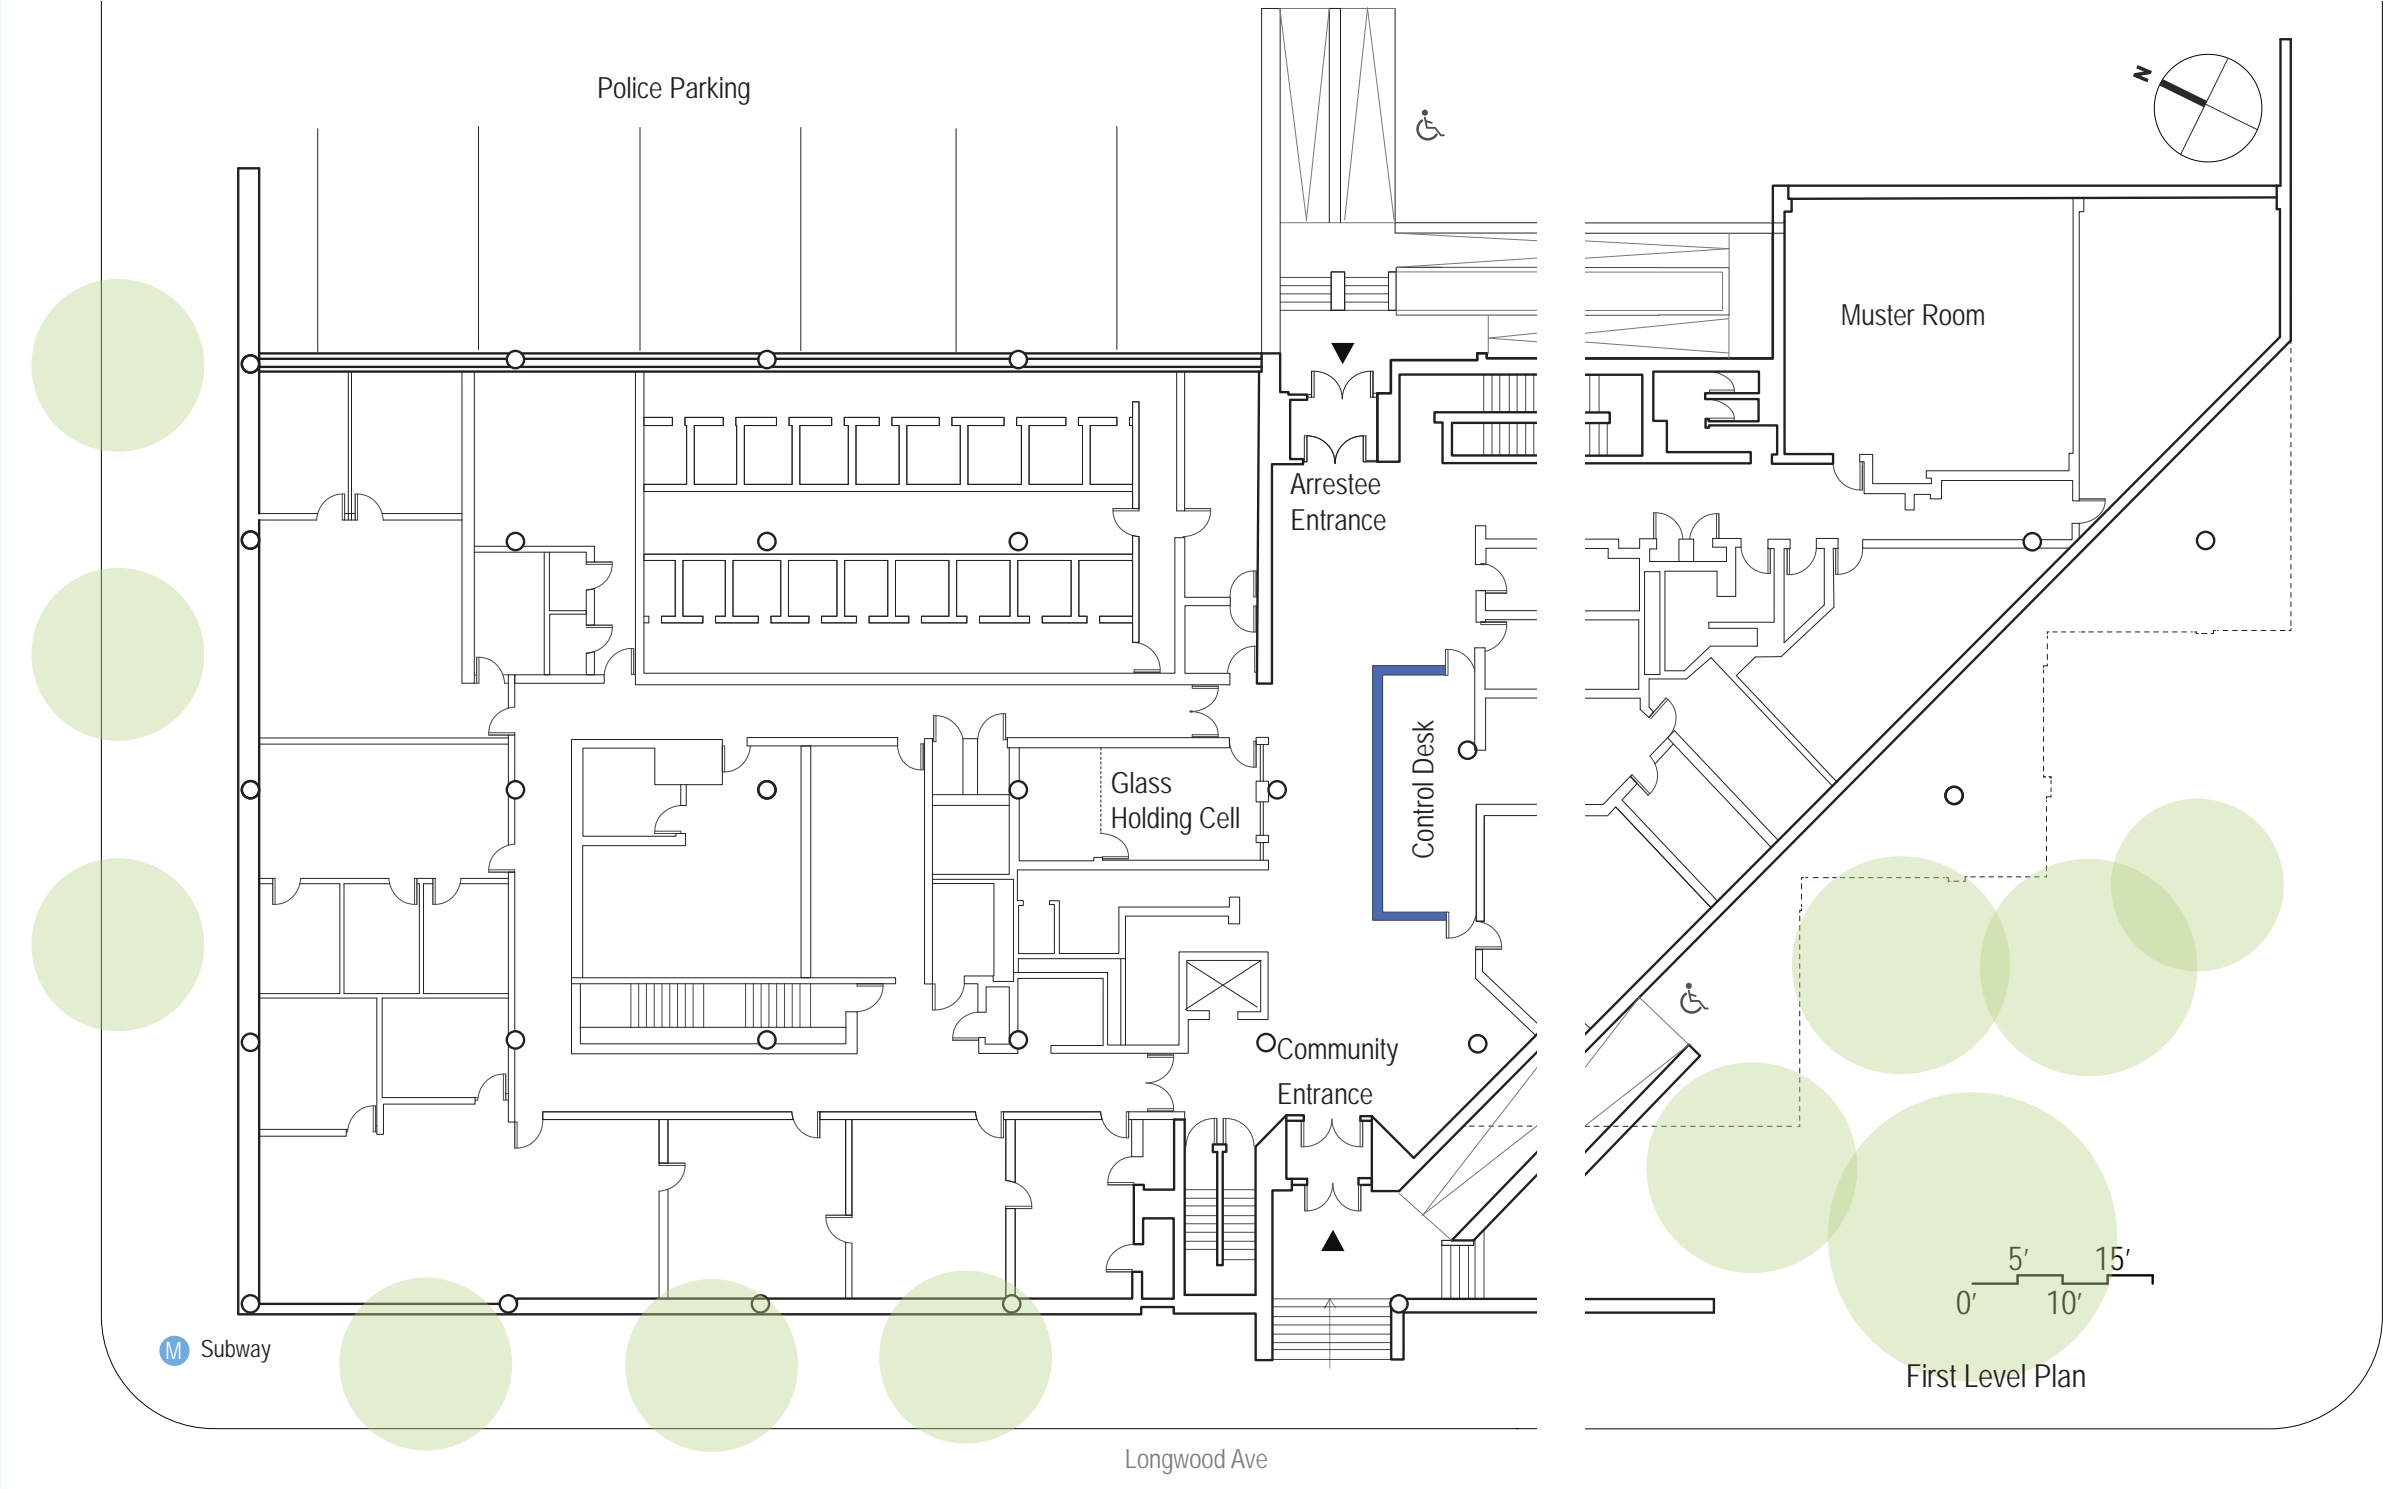 Police Parking
N
Muster Room
Arrestee
Entrance
Control Desk
Glass
Holding Cell
Community
Entrance
5′ 15′
0′ 10′
M Subway
First Level Plan
Longwood Ave